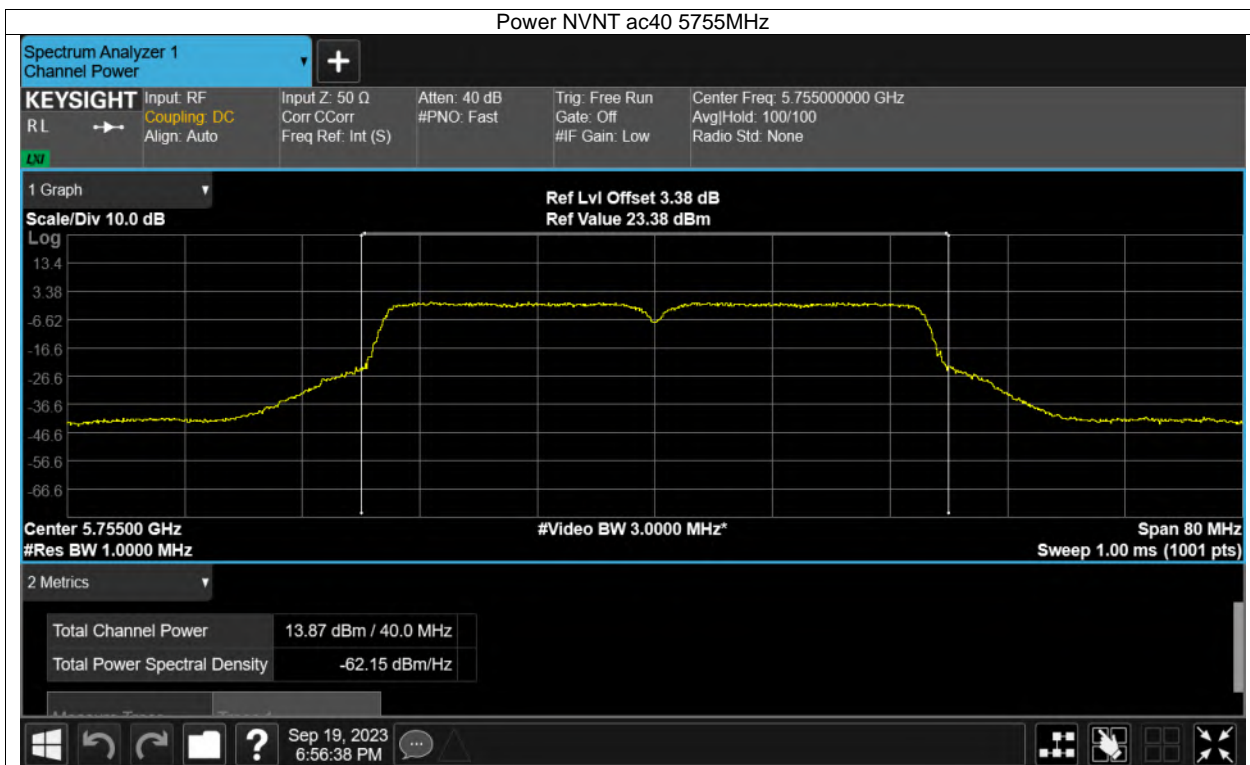 Power NVNT ac40 5755MHz
Spectrum Analyzer 1
Channel Power
KEYSIGHT
RL
LXI
Input: RF
Coupling: DC
Align: Auto
Input Z: 50 Ω
Corr CCorr
Freq Ref: Int (S)
Atten: 40 dB
#PNO: Fast
Trig: Free Run
Gate: Off
#IF Gain: Low
Center Freq: 5.755000000 GHz
Avg|Hold: 100/100
Radio Std: None
1 Graph
Scale/Div 10.0 dB
Ref Lvl Offset 3.38 dB
Ref Value 23.38 dBm
Log
13.4
3.38
-6.62
-16.6
-26.6
-36.6
-46.6
-56.6
-66.6
Center 5.75500 GHz
#Res BW 1.0000 MHz
#Video BW 3.0000 MHz*
Span 80 MHz
Sweep 1.00 ms (1001 pts)
2 Metrics
Total Channel Power 13.87 dBm / 40.0 MHz
Total Power Spectral Density -62.15 dBm/Hz
Sep 19, 2023
6:56:38 PM